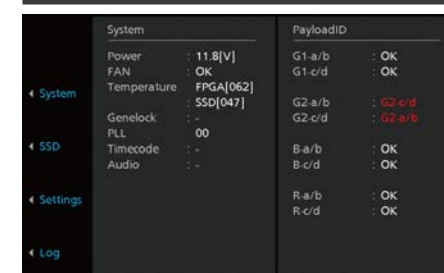 System
Power : 11.8[V]
FAN : OK
Temperature FPGA[062]
: SSD[047]
Genelock : -
PLL 00
Timecode : -
Audio : -
PayloadID
G1-a/b : OK
G1-c/d : OK
G2-a/b : G2-c/d
G2-c/d : G2-a/b
B-a/b : OK
B-c/d : OK
R-a/b : OK
R-c/d : OK
System
SSD
Settings
Log